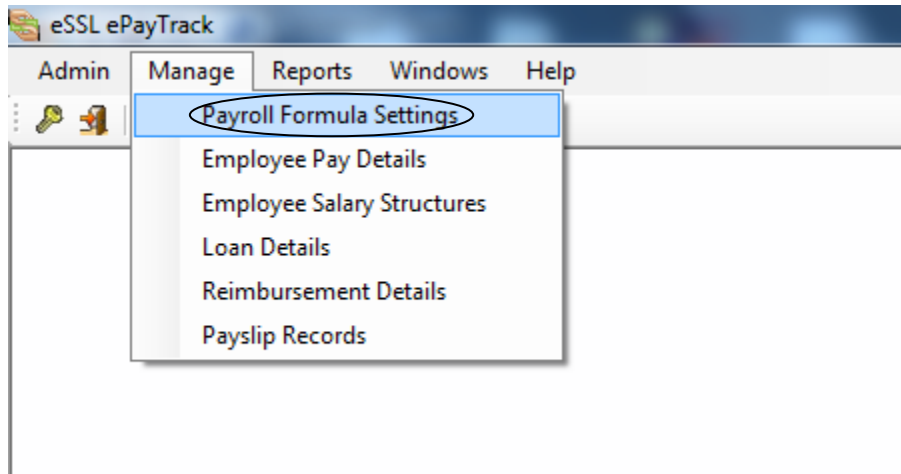 eSSL ePayTrack
Admin Manage Reports Windows Help
Payroll Formula Settings
Employee Pay Details
Employee Salary Structures
Loan Details
Reimbursement Details
Payslip Records